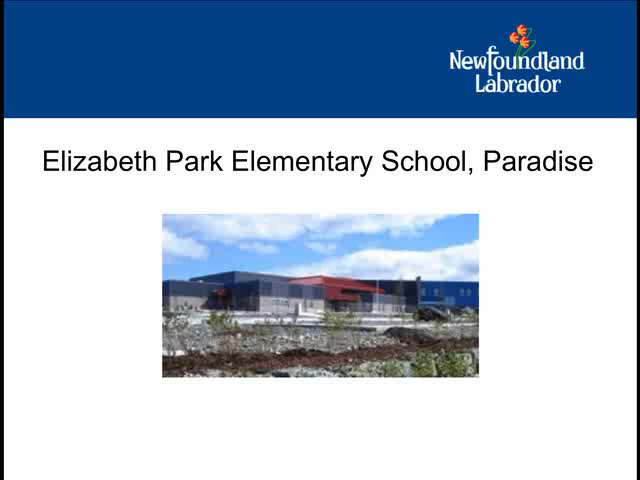 Newfoundland
Labrador
Elizabeth Park Elementary School, Paradise